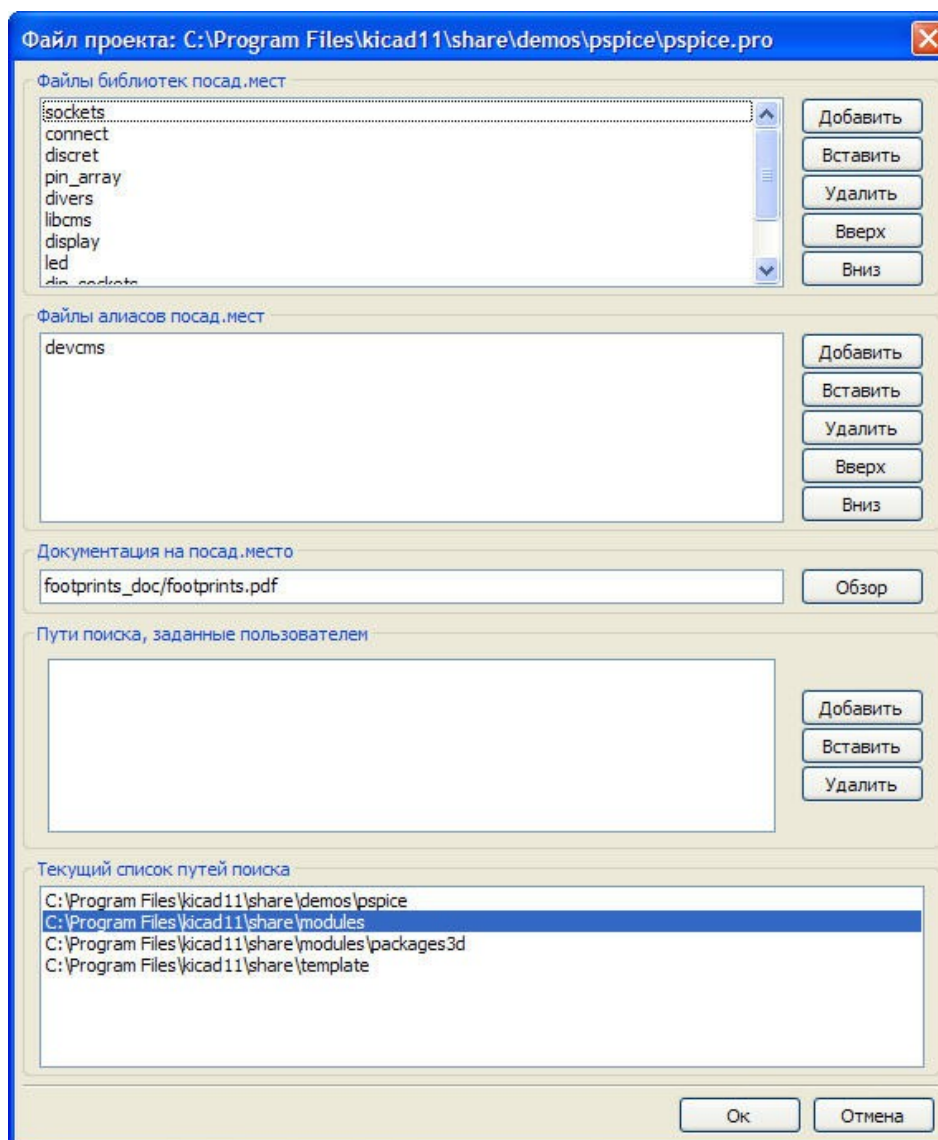 Файл проекта: C:\Program Files\kicad11\share\demos\pspice\pspice.pro
Файлы библиотек посад.мест
sockets
connect
discret
pin_array
divers
libcms
display
led
din_sockets
Добавить
Вставить
Удалить
Вверх
Вниз
Файлы алиасов посад.мест
devcms
Добавить
Вставить
Удалить
Вверх
Вниз
Документация на посад.место
footprints_doc/footprints.pdf
Обзор
Пути поиска, заданные пользователем
Добавить
Вставить
Удалить
Текущий список путей поиска
C:\Program Files\kicad11\share\demos\pspice
C:\Program Files\kicad11\share\modules
C:\Program Files\kicad11\share\modules\packages3d
C:\Program Files\kicad11\share\template
Ок
Отмена